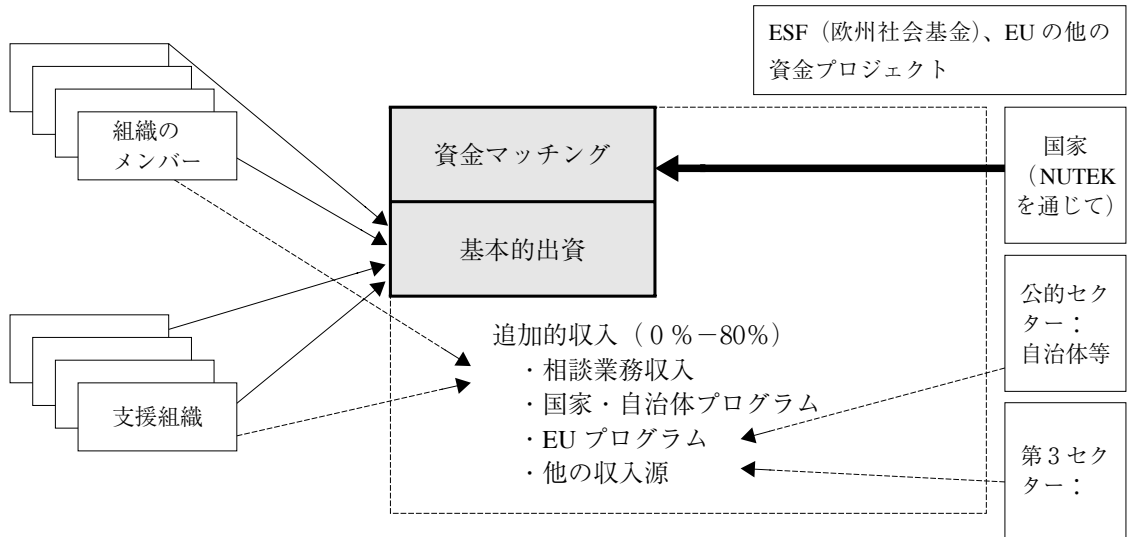 ESF（欧州社会基金）、EU の他の
資金プロジェクト
組織の
メンバー
資金マッチング
基本的出資
国家
（NUTEK
を通じて）
支援組織
追加的収入（０％－80％）
・相談業務収入
・国家・自治体プログラム
・EU プログラム
・他の収入源
公的セク
ター：
自治体等
第３セク
ター：